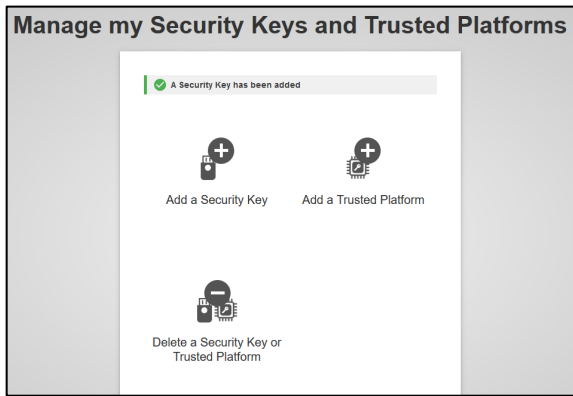 Manage my Security Keys and Trusted Platforms
A Security Key has been added
Add a Security Key
Add a Trusted Platform
Delete a Security Key or
Trusted Platform